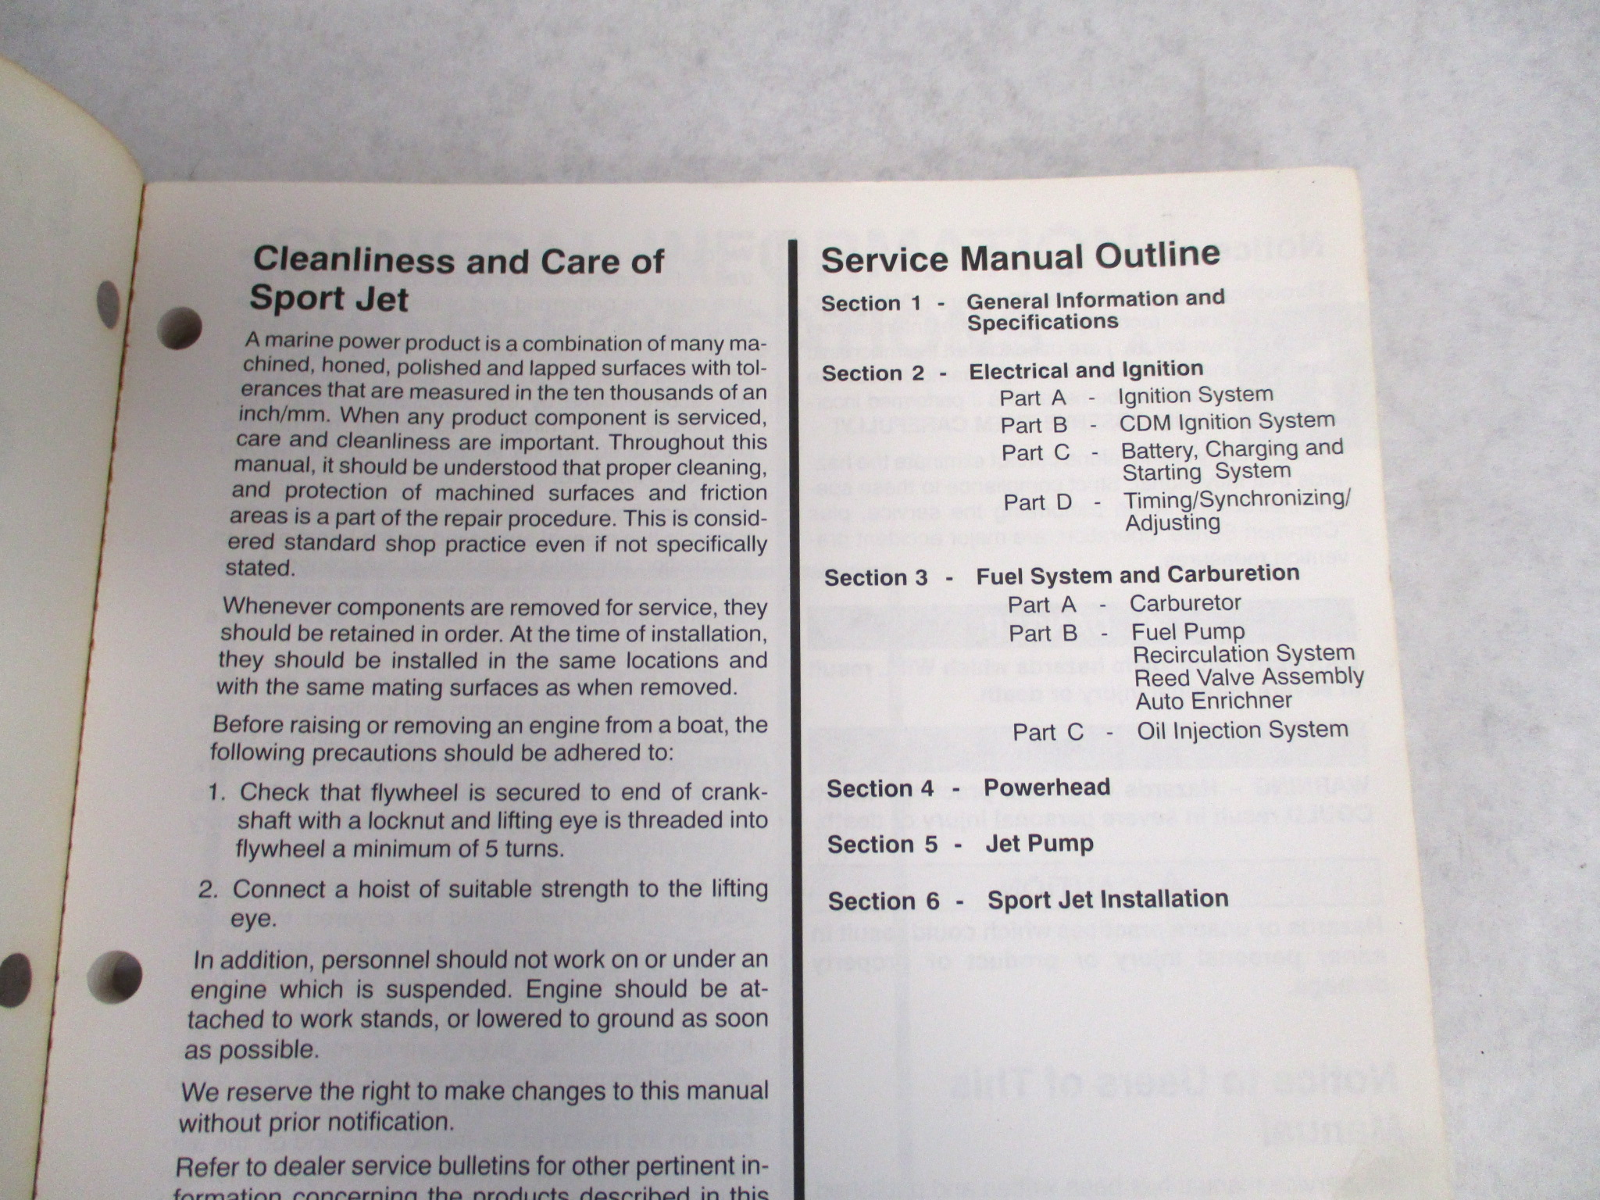 Cleanliness and Care of
Sport Jet
A marine power product is a combination of many ma-
chined, honed, polished and lapped surfaces with tol-
erances that are measured in the ten thousands of an
inch/mm. When any product component is serviced,
care and cleanliness are important. Throughout this
manual, it should be understood that proper cleaning,
and protection of machined surfaces and friction
areas is a part of the repair procedure. This is consid-
ered standard shop practice even if not specifically
stated.
Whenever components are removed for service, they
should be retained in order. At the time of installation,
they should be installed in the same locations and
with the same mating surfaces as when removed.
Before raising or removing an engine from a boat, the
following precautions should be adhered to:
1. Check that flywheel is secured to end of crank-
shaft with a locknut and lifting eye is threaded into
flywheel a minimum of 5 turns.
2. Connect a hoist of suitable strength to the lifting
eye.
In addition, personnel should not work on or under an
engine which is suspended. Engine should be at-
tached to work stands, or lowered to ground as soon
as possible.
We reserve the right to make changes to this manual
without prior notification.
Refer to dealer service bulletins for other pertinent in-
formation concerning the products described in this
Service Manual Outline
Section 1 - General Information and
Specifications
Section 2 - Electrical and Ignition
Part A - Ignition System
Part B - CDM Ignition System
Part C - Battery, Charging and
Starting System
Part D - Timing/Synchronizing/
Adjusting
Section 3 - Fuel System and Carburetion
Part A - Carburetor
Part B - Fuel Pump
Recirculation System
Reed Valve Assembly
Auto Enrichner
Part C - Oil Injection System
Section 4 - Powerhead
Section 5 - Jet Pump
Section 6 - Sport Jet Installation